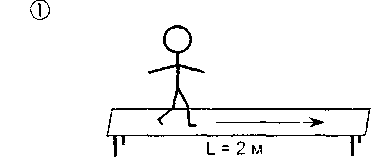 ①
L = 2 м